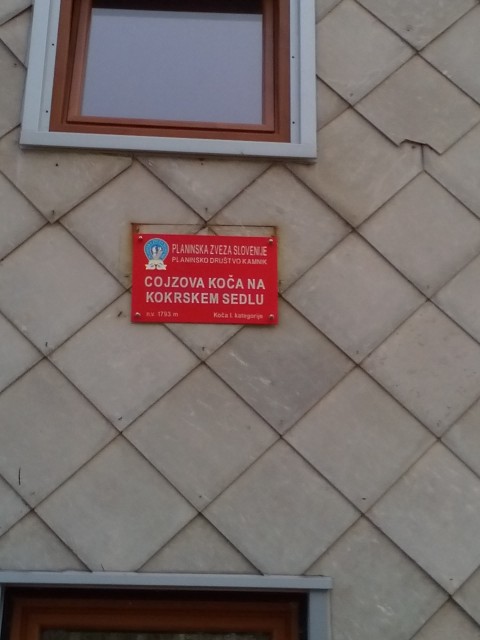 PLANINSKA ZVEZA SLOVENIJE
PLANINSKO DRUŠTVO KAMNIK
COJZOVA KOČA NA
KOKRSKEM SEDLU
n.v. 1793 m Koča I. kategorije